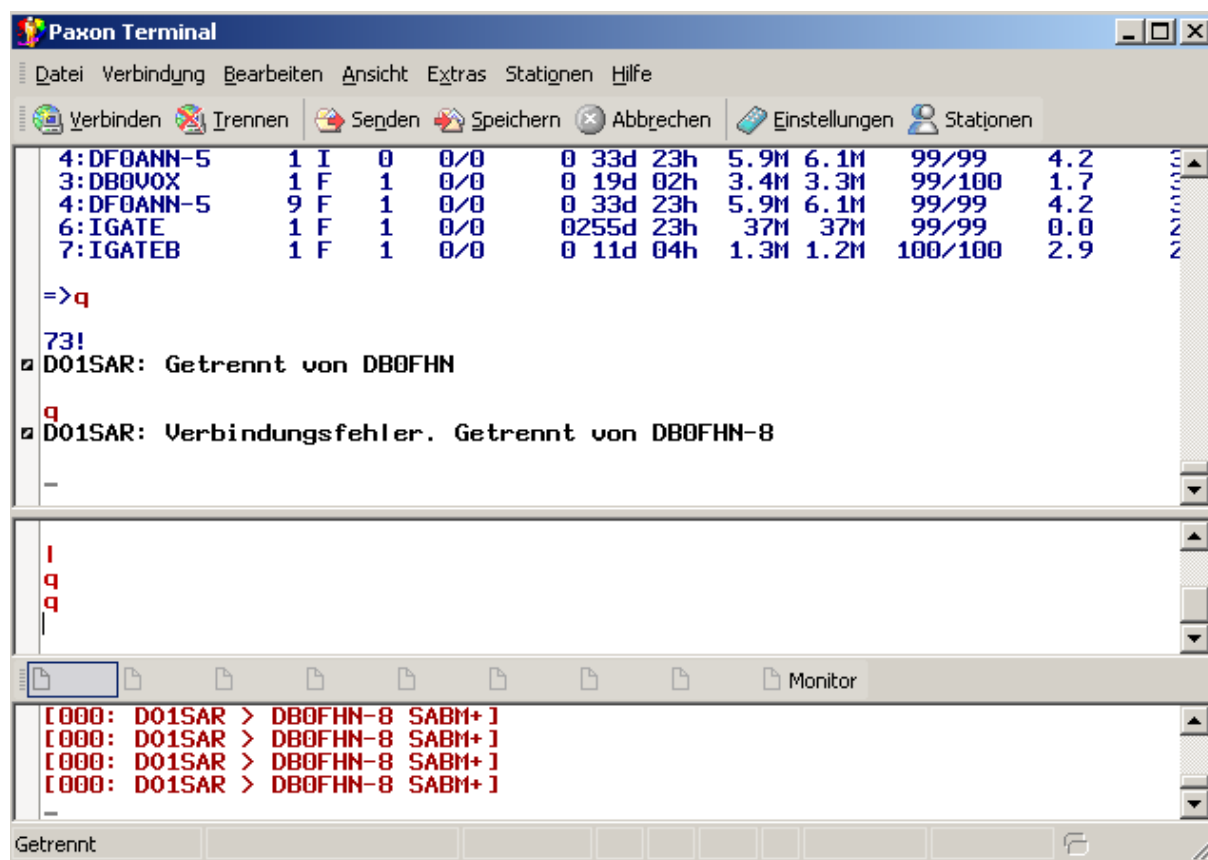 Paxon Terminal
Datei Verbindung Bearbeiten Ansicht Extras Stationen Hilfe
Verbinden Trennen Senden Speichern Abbrechen Einstellungen Stationen
4:DF0ANN-5 1 I 0 0/0 0 33d 23h 5.9M 6.1M 99/99 4.2
3:DB0VOX 1 F 1 0/0 0 19d 02h 3.4M 3.3M 99/100 1.7
4:DF0ANN-5 9 F 1 0/0 0 33d 23h 5.9M 6.1M 99/99 4.2
6:IGATE 1 F 1 0/0 0255d 23h 37M 37M 99/99 0.0
7:IGATEB 1 F 1 0/0 0 11d 04h 1.3M 1.2M 100/100 2.9
=>q
73!
DO1SAR: Getrennt von DB0FHN
q
DO1SAR: Verbindungsfehler. Getrennt von DB0FHN-8
l
q
q
Monitor
[000: DO1SAR > DB0FHN-8 SABM+]
[000: DO1SAR > DB0FHN-8 SABM+]
[000: DO1SAR > DB0FHN-8 SABM+]
[000: DO1SAR > DB0FHN-8 SABM+]
Getrennt